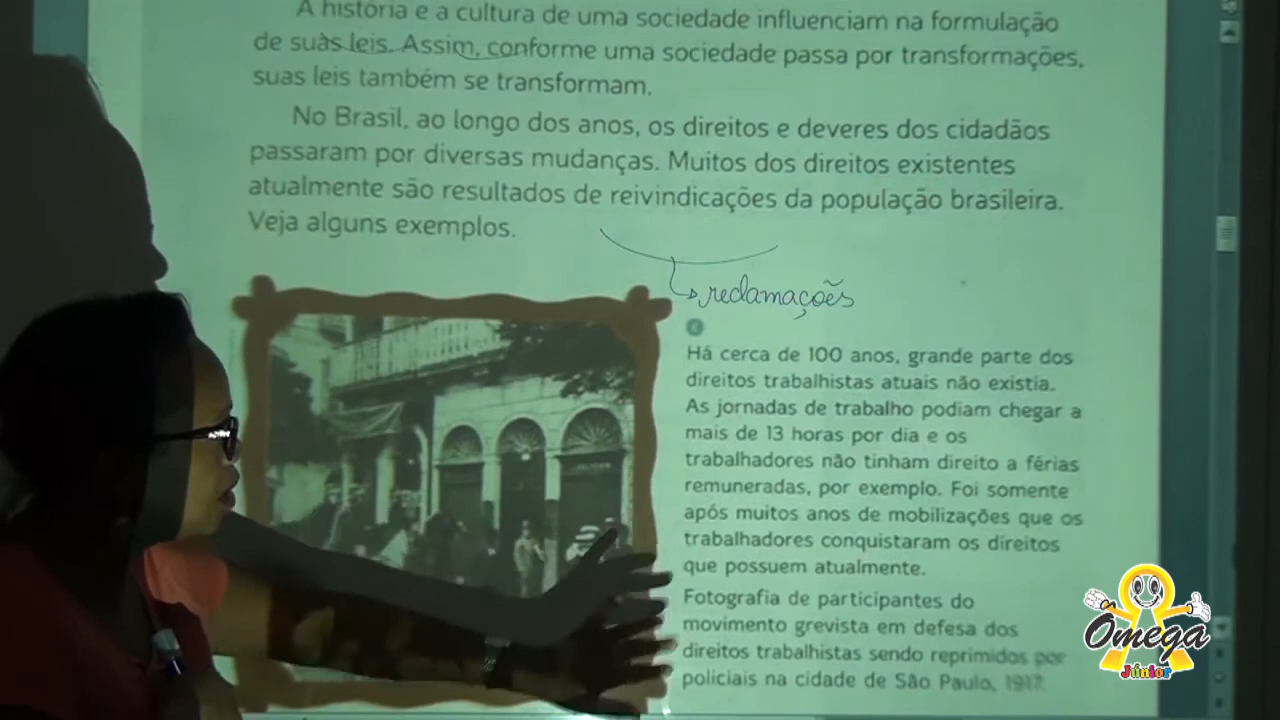 A história e a cultura de uma sociedade influenciam na formulação
de suas leis. Assim, conforme uma sociedade passa por transformações,
suas leis também se transformam.
No Brasil, ao longo dos anos, os direitos e deveres dos cidadãos
passaram por diversas mudanças. Muitos dos direitos existentes
atualmente são resultados de reivindicações da população brasileira.
Veja alguns exemplos.
reclamações
Há cerca de 100 anos, grande parte dos
direitos trabalhistas atuais não existia.
As jornadas de trabalho podiam chegar a
mais de 13 horas por dia e os
trabalhadores não tinham direito a férias
remuneradas, por exemplo. Foi somente
após muitos anos de mobilizações que os
trabalhadores conquistaram os direitos
que possuem atualmente.
Fotografia de participantes do
movimento grevista em defesa dos
direitos trabalhistas sendo reprimidos por
policiais na cidade de São Paulo, 1917.
Ômega
Júnior